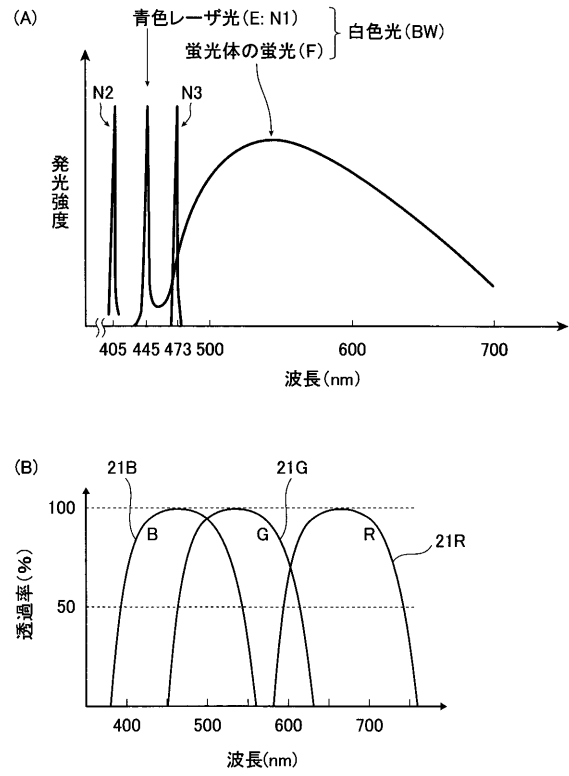 (A)
青色レーザ光(E: N1)
蛍光体の蛍光(F)
白色光(BW)
N2
N3
発光強度
405 445 473 500 600 700
波長(nm)
(B)
21B
21G
100
B
G
R
21R
50
透過率(%)
400 500 600 700
波長(nm)